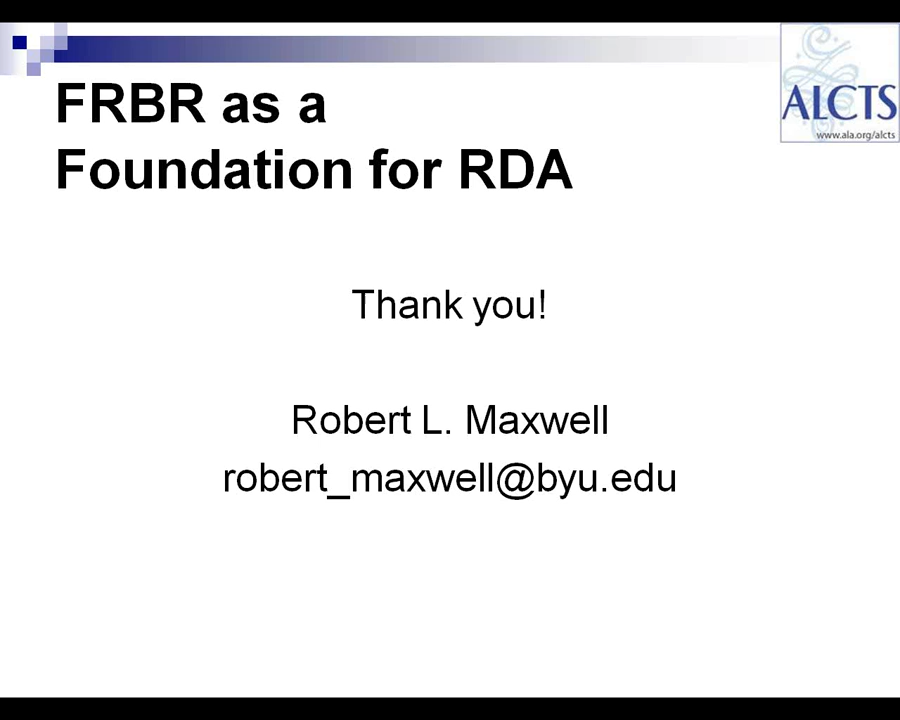 FRBR as a
Foundation for RDA
ALCTS
www.ala.org/alcts
Thank you!
Robert L. Maxwell
robert_maxwell@byu.edu